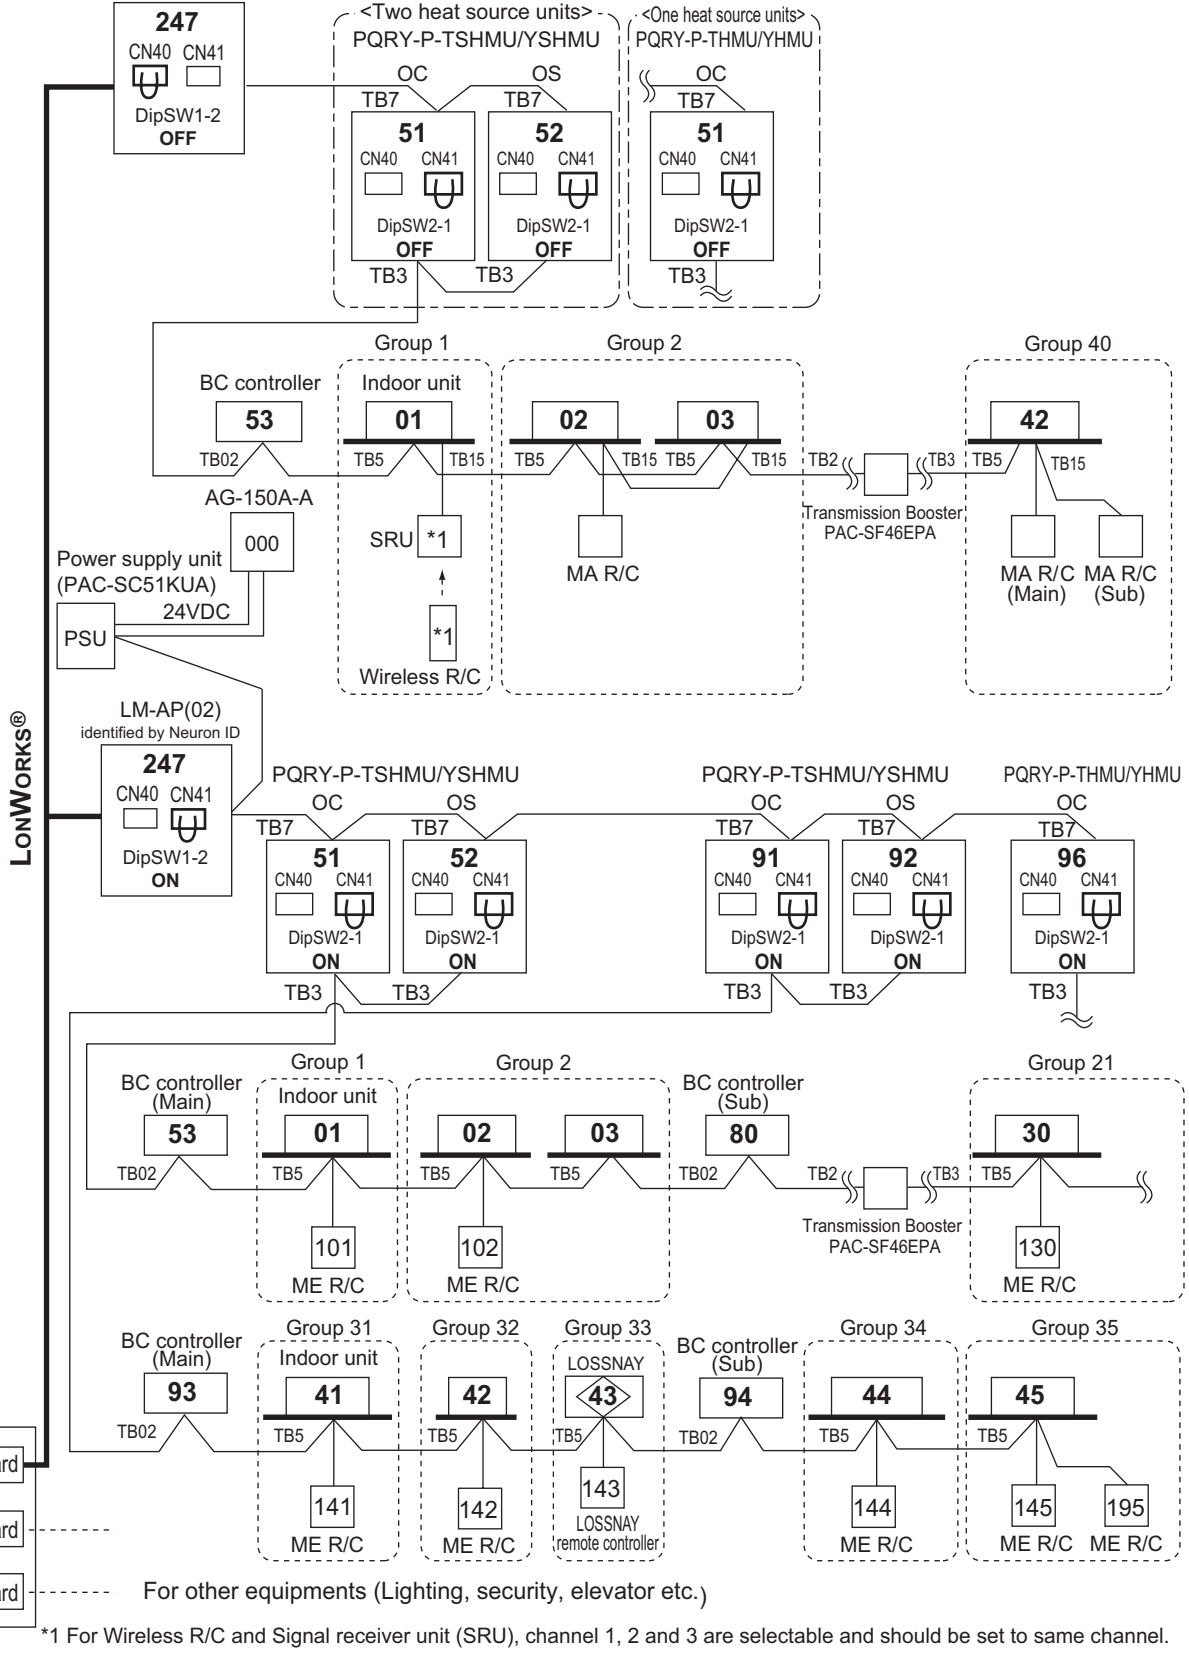 247
CN40 CN41
DipSW1-2
OFF
<Two heat source units>
PQRY-P-TSHMU/YSHMU
OC OS
TB7 TB7
51 52
CN40 CN41 CN40 CN41
DipSW2-1 DipSW2-1
OFF OFF
TB3 TB3
<One heat source units>
PQRY-P-THMU/YHMU
OC
TB7
51
CN40 CN41
DipSW2-1
OFF
TB3
Group 1 Group 2 Group 40
BC controller Indoor unit
53 01 02 03 42
TB02 TB5 TB15 TB5 TB15 TB5 TB15 TB2 TB3 TB5 TB15
Transmission Booster
PAC-SF46EPA
AG-150A-A
000
SRU *1
MA R/C
MA R/C
(Main)
MA R/C
(Sub)
Power supply unit
(PAC-SC51KUA)
24VDC
PSU
*1
Wireless R/C
LONWORKS®
LM-AP(02)
identified by Neuron ID
247
CN40 CN41
DipSW1-2
ON
PQRY-P-TSHMU/YSHMU PQRY-P-TSHMU/YSHMU PQRY-P-THMU/YHMU
OC OS OC OS OC
TB7 TB7 TB7 TB7 TB7
51 52 91 92 96
CN40 CN41 CN40 CN41 CN40 CN41 CN40 CN41 CN40 CN41
DipSW2-1 DipSW2-1 DipSW2-1 DipSW2-1 DipSW2-1
ON ON ON ON ON
TB3 TB3 TB3 TB3 TB3
Group 1 Group 2 Group 21
BC controller
(Main)
Indoor unit
BC controller
(Sub)
53 01 02 03 80 30
TB02 TB5 TB5 TB5 TB02 TB2 TB3 TB5
Transmission Booster
PAC-SF46EPA
101 102 130
ME R/C ME R/C ME R/C
Group 31 Group 32 Group 33 Group 34 Group 35
BC controller
(Main)
Indoor unit
LOSSNAY
BC controller
(Sub)
93 41 42 43 94 44 45
TB02 TB5 TB5 TB5 TB02 TB5 TB5
141 142 143 144 145 195
ME R/C ME R/C
LOSSNAY
remote controller
ME R/C ME R/C ME R/C
rd
rd
rd
For other equipments (Lighting, security, elevator etc.)
*1 For Wireless R/C and Signal receiver unit (SRU), channel 1, 2 and 3 are selectable and should be set to same channel.